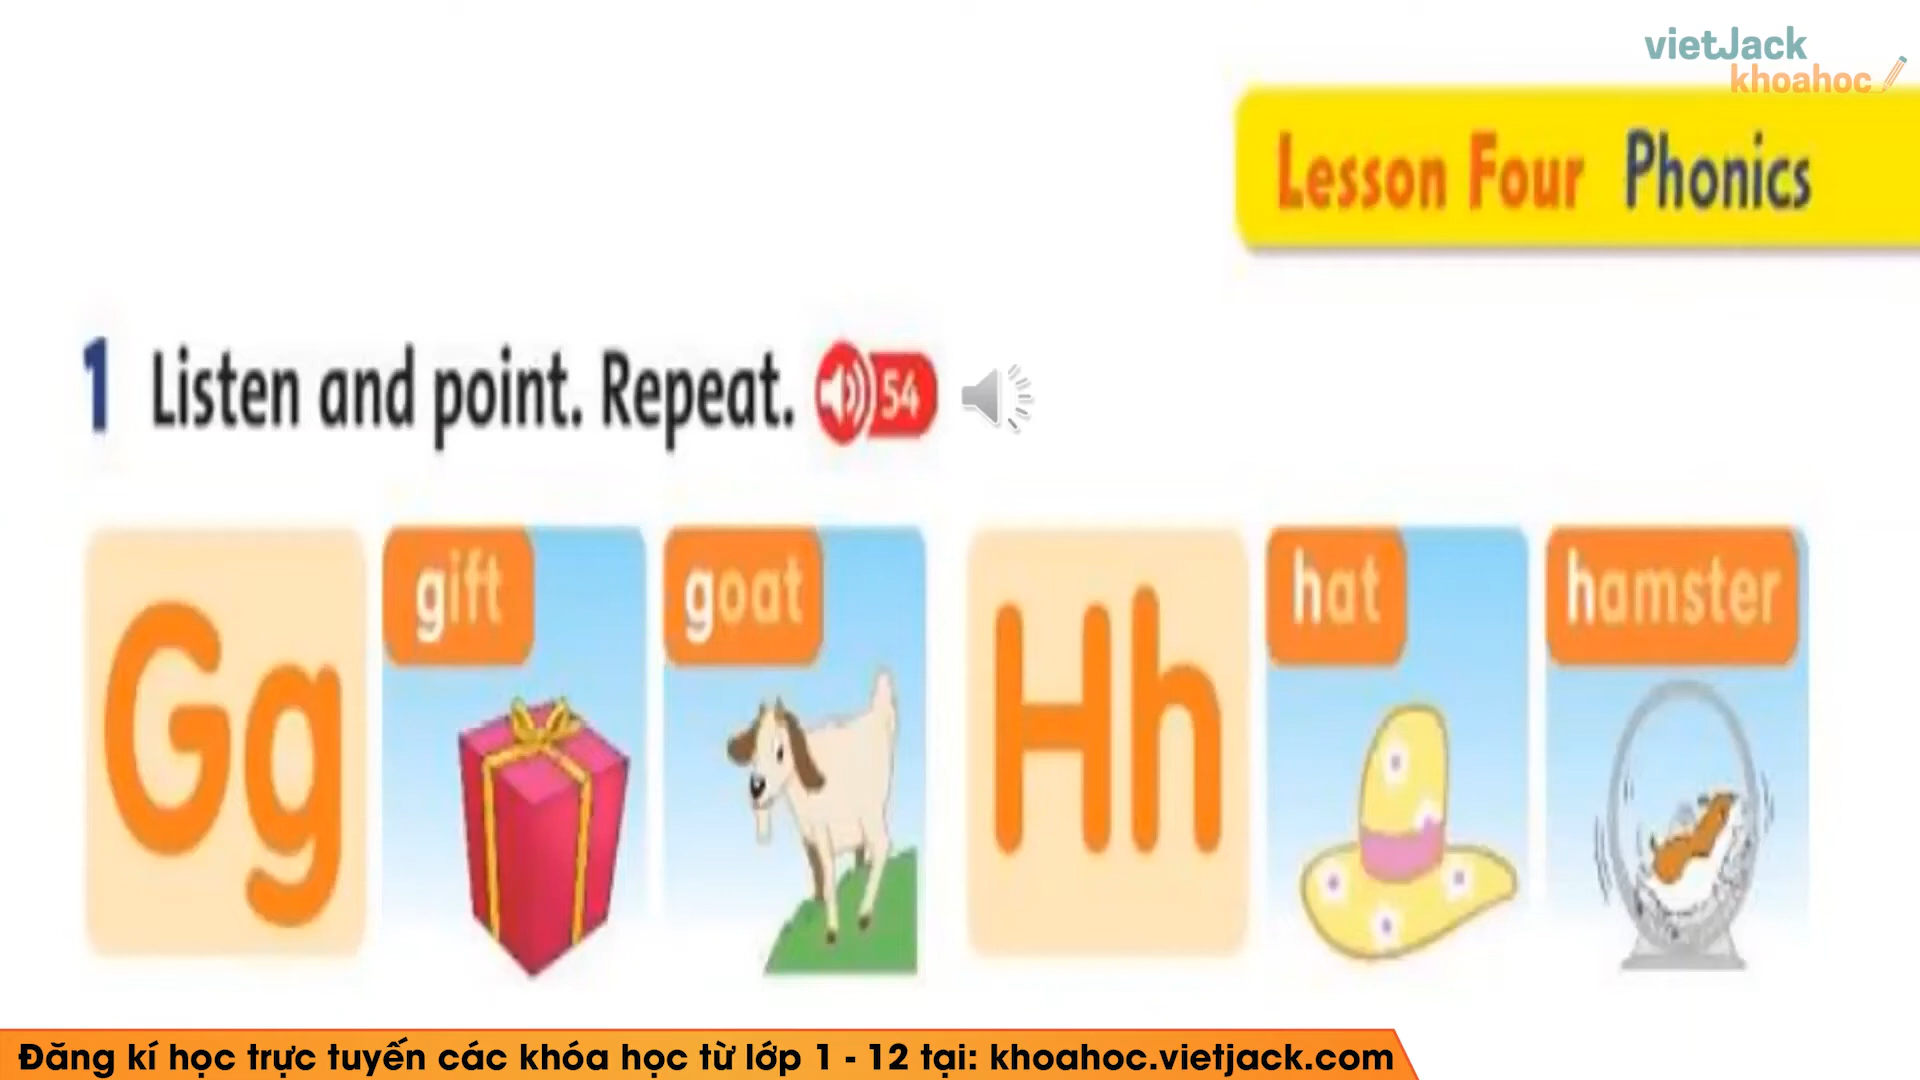 vietJack
khoahoc
Lesson Four Phonics
1 Listen and point. Repeat. 54
Gg gift goat Hh hat hamster
Đăng kí học trực tuyến các khóa học từ lớp 1 - 12 tại: khoahoc.vietjack.com